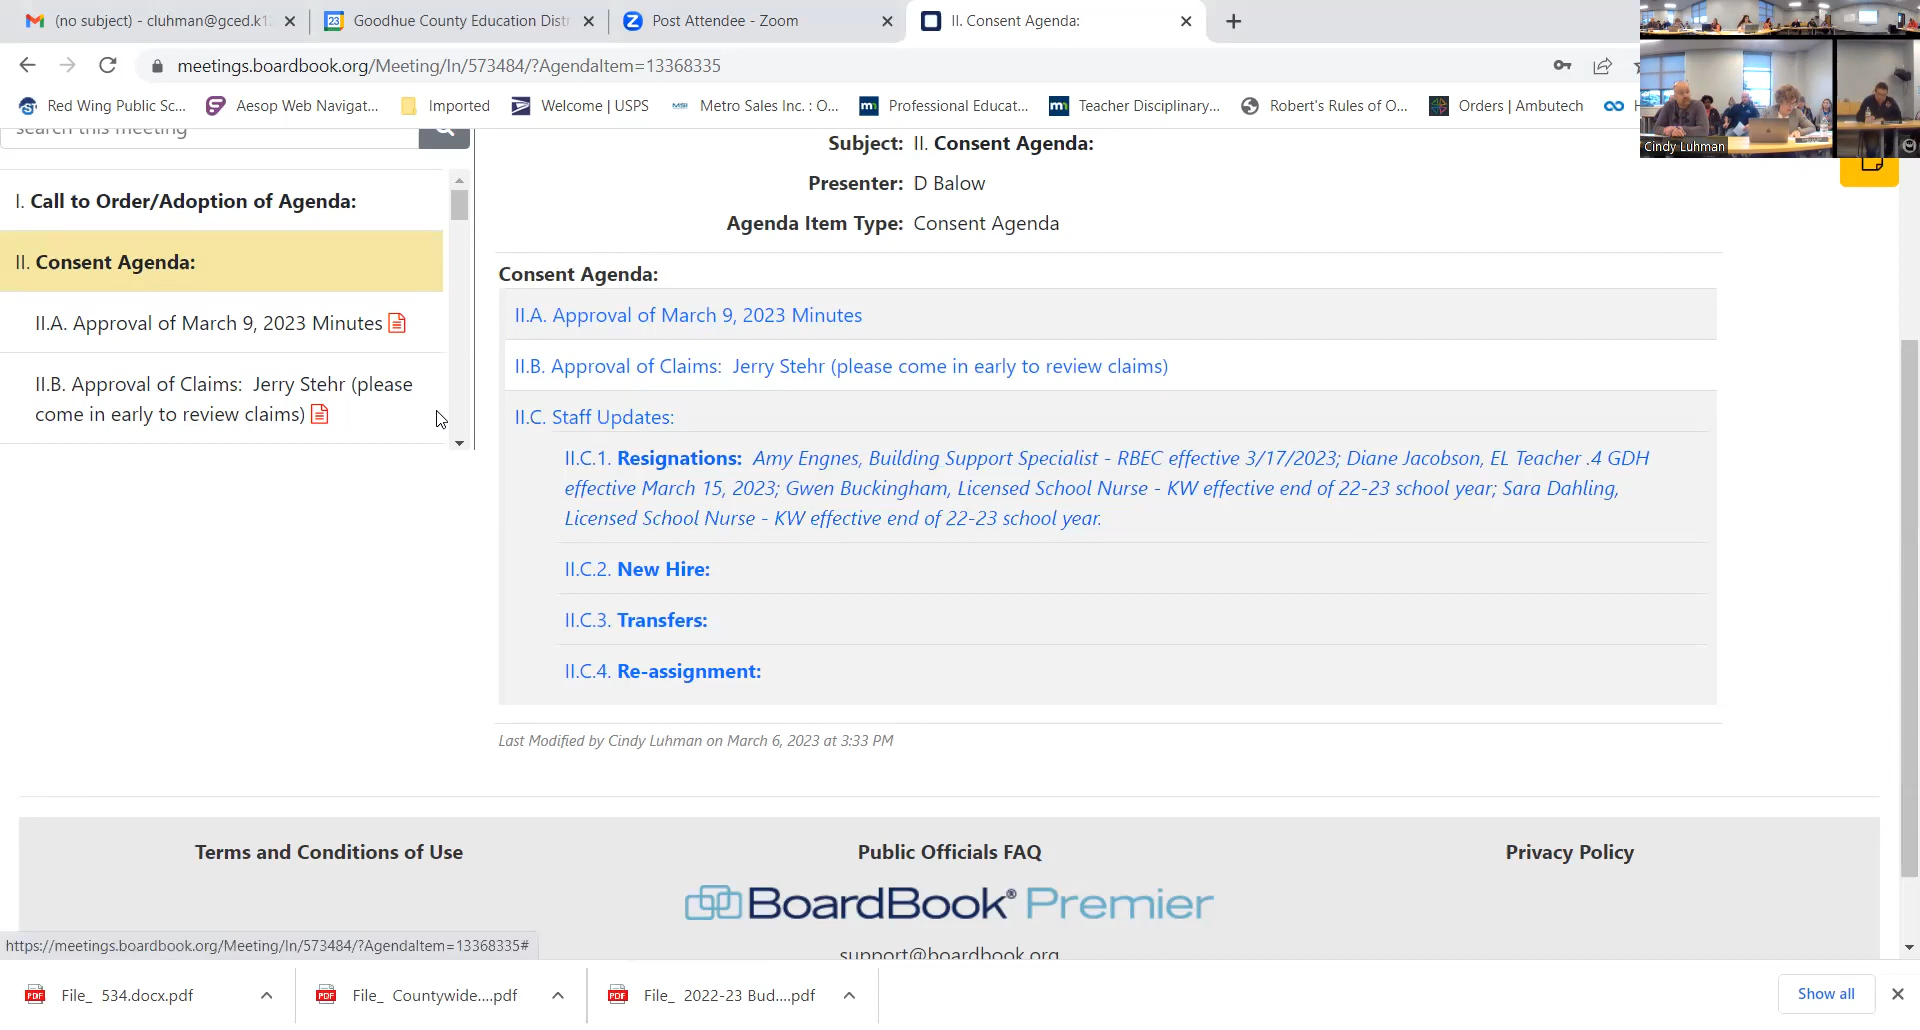 (no subject) - cluhman@gced.k1
Goodhue County Education Dist
Post Attendee - Zoom
II. Consent Agenda:
meetings.boardbook.org/Meeting/In/573484/?AgendaItem=13368335
Red Wing Public Sc...
Aesop Web Navigat...
Imported
Welcome | USPS
Metro Sales Inc. : O...
Professional Educat...
Teacher Disciplinary...
Robert's Rules of O...
Orders | Ambutech
Cindy Luhman
search this meeting
I. Call to Order/Adoption of Agenda:
II. Consent Agenda:
II.A. Approval of March 9, 2023 Minutes
II.B. Approval of Claims: Jerry Stehr (please
come in early to review claims)
Subject: II. Consent Agenda:
Presenter: D Balow
Agenda Item Type: Consent Agenda
Consent Agenda:
II.A. Approval of March 9, 2023 Minutes
II.B. Approval of Claims: Jerry Stehr (please come in early to review claims)
II.C. Staff Updates:
II.C.1. Resignations: Amy Engnes, Building Support Specialist - RBEC effective 3/17/2023; Diane Jacobson, EL Teacher .4 GDH
effective March 15, 2023; Gwen Buckingham, Licensed School Nurse - KW effective end of 22-23 school year; Sara Dahling,
Licensed School Nurse - KW effective end of 22-23 school year.
II.C.2. New Hire:
II.C.3. Transfers:
II.C.4. Re-assignment:
Last Modified by Cindy Luhman on March 6, 2023 at 3:33 PM
Terms and Conditions of Use
Public Officials FAQ
Privacy Policy
BoardBook® Premier
support@boardbook.org
https://meetings.boardbook.org/Meeting/In/573484/?AgendaItem=13368335#
File_ 534.docx.pdf
File_ Countywide....pdf
File_ 2022-23 Bud....pdf
Show all